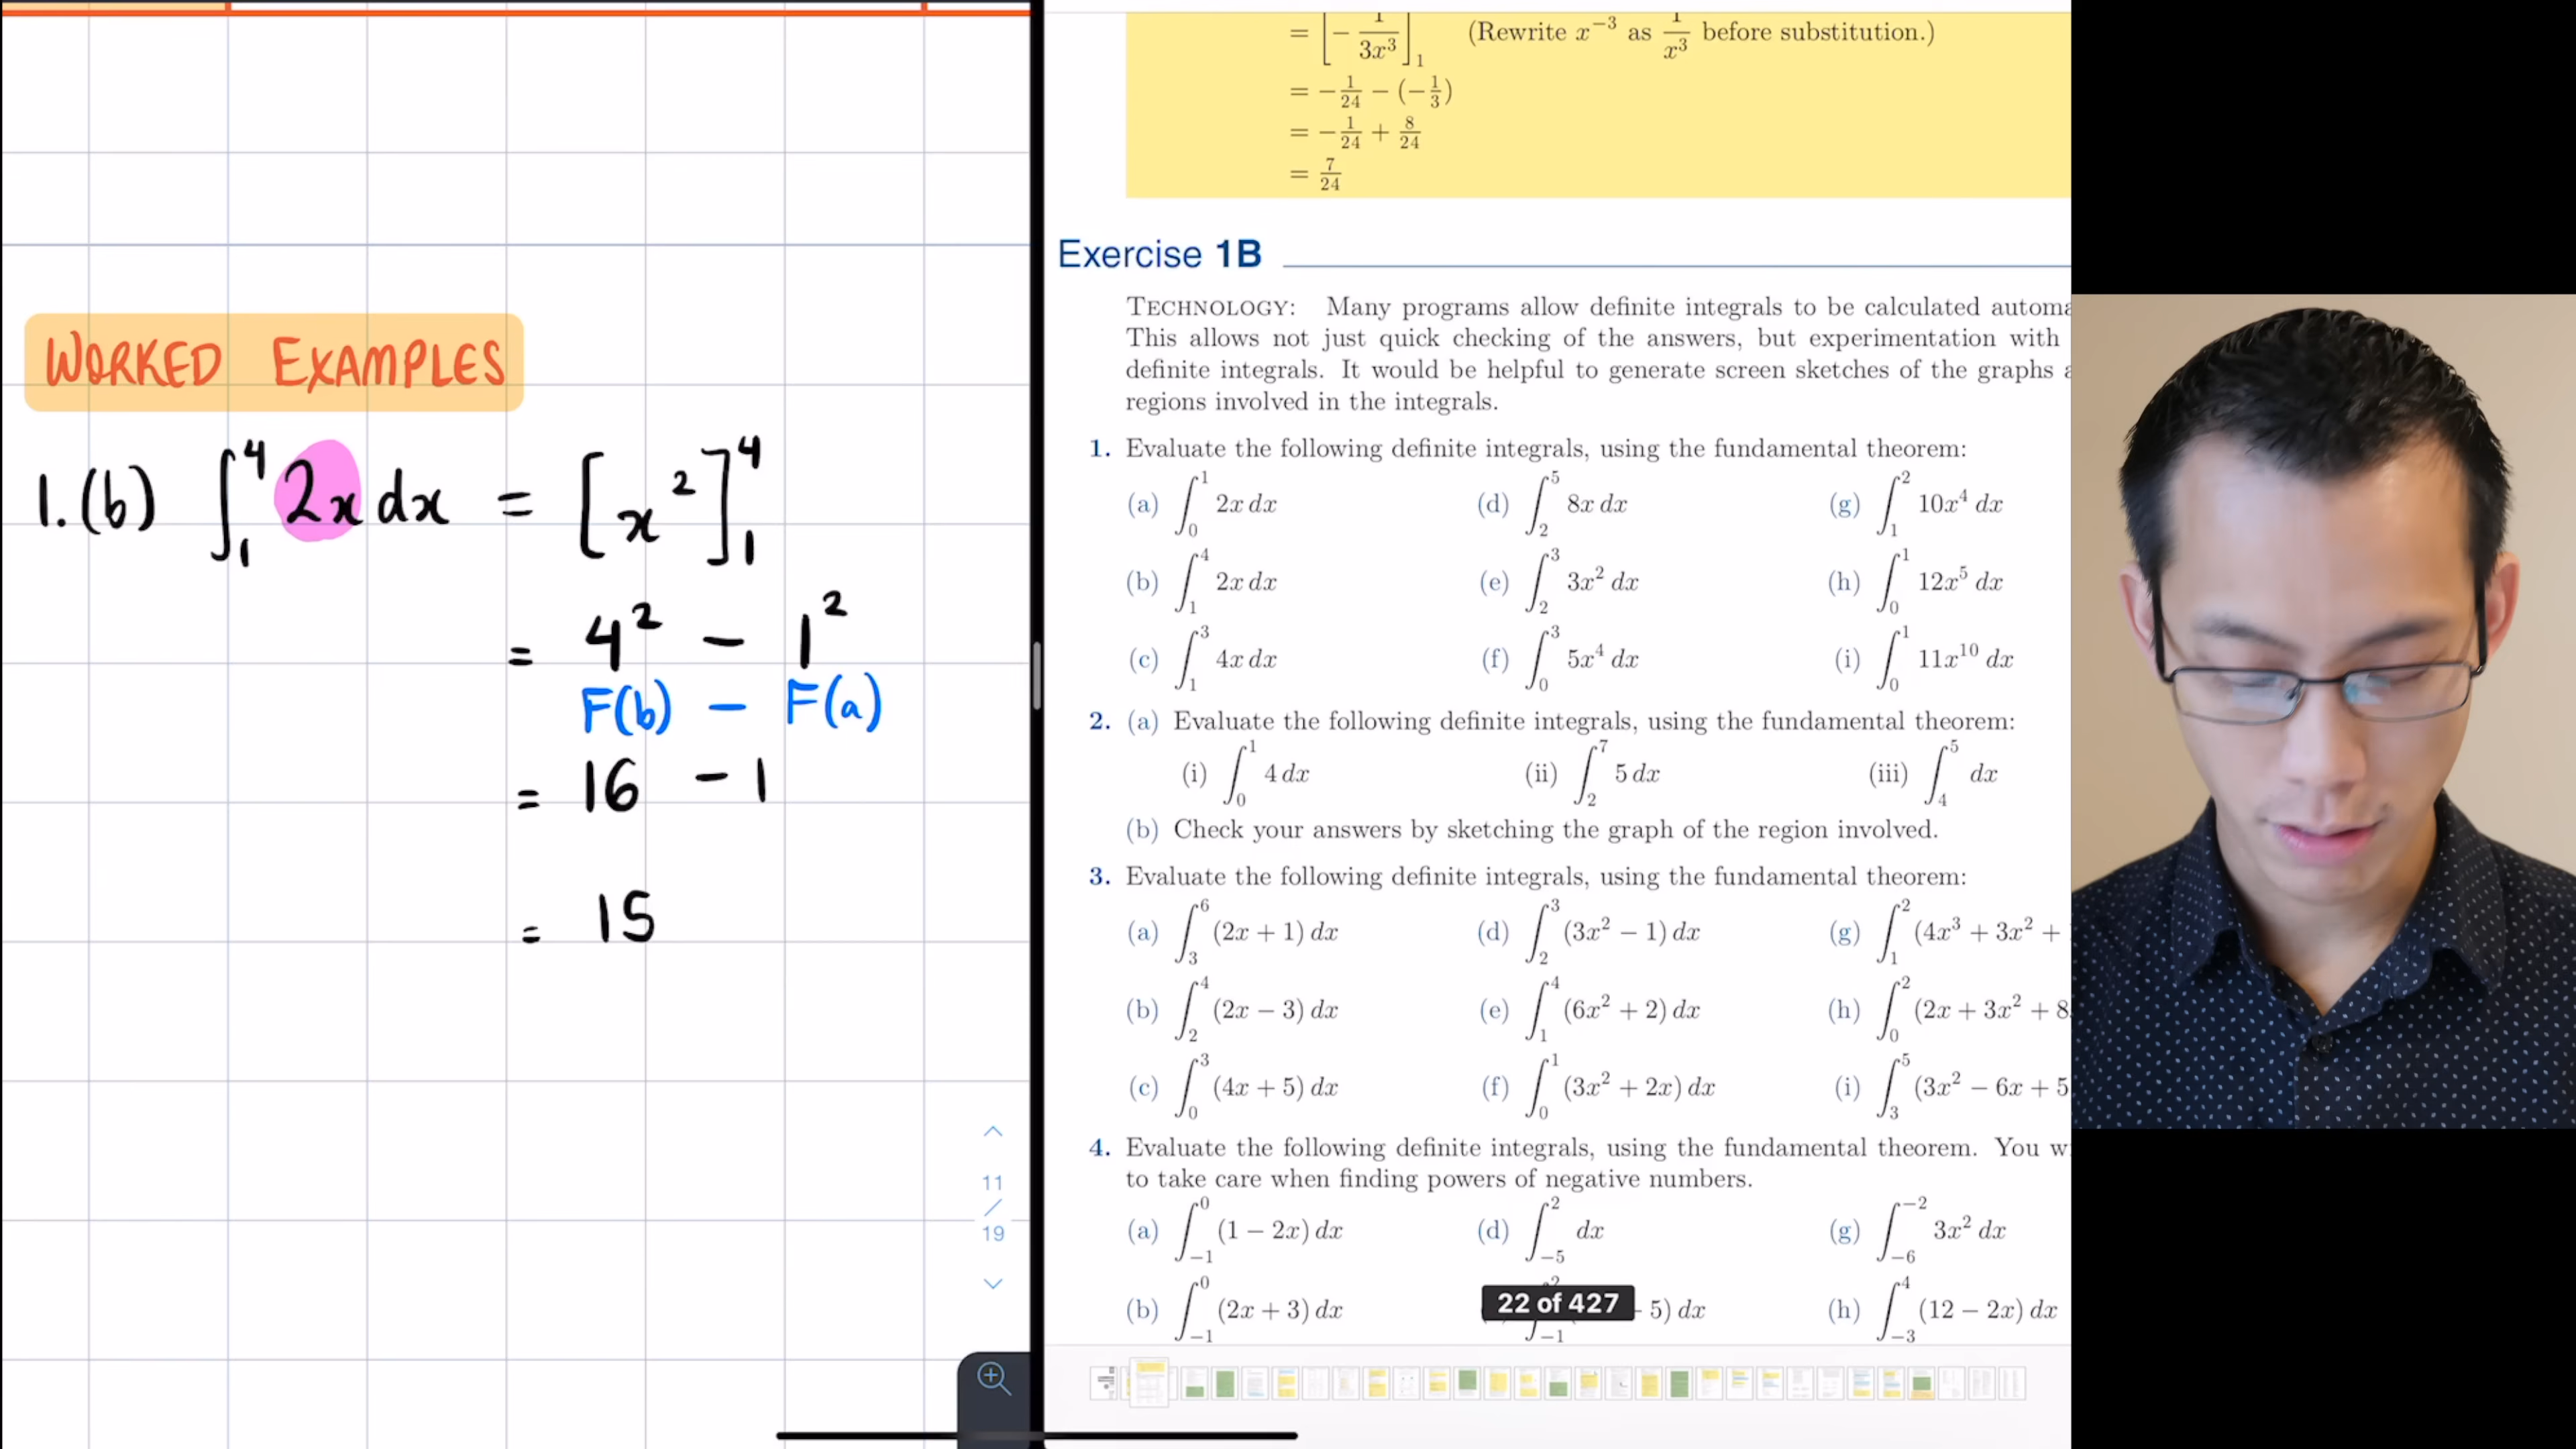 WORKED EXAMPLES
1.(b) ∫₁⁴ 2x dx = [x²]₁⁴
= 4² − 1²
F(b) − F(a)
= 16 − 1
= 15
11
/
19
= [− 1/(3x³)]₁ (Rewrite x⁻³ as 1/x³ before substitution.)
= −1/24 − (−1/3)
= −1/24 + 8/24
= 7/24
Exercise 1B
TECHNOLOGY: Many programs allow definite integrals to be calculated
This allows not just quick checking of the answers, but experimentation with
definite integrals. It would be helpful to generate screen sketches of the graphs
regions involved in the integrals.
1. Evaluate the following definite integrals, using the fundamental theorem:
(a) ∫₀¹ 2x dx (d) ∫₂⁵ 8x dx (g) ∫₁² 10x⁴ dx
(b) ∫₁⁴ 2x dx (e) ∫₂³ 3x² dx (h) ∫₀¹ 12x⁵ dx
(c) ∫₁³ 4x dx (f) ∫₀³ 5x⁴ dx (i) ∫₀¹ 11x¹⁰ dx
2. (a) Evaluate the following definite integrals, using the fundamental theorem:
(i) ∫₀¹ 4 dx (ii) ∫₂⁷ 5 dx (iii) ∫₄⁵ dx
(b) Check your answers by sketching the graph of the region involved.
3. Evaluate the following definite integrals, using the fundamental theorem:
(a) ∫₃⁶ (2x + 1) dx (d) ∫₂³ (3x² − 1) dx (g) ∫₁² (4x³ + 3x² +
(b) ∫₂⁴ (2x − 3) dx (e) ∫₁⁴ (6x² + 2) dx (h) ∫₀² (2x + 3x² + 8
(c) ∫₀³ (4x + 5) dx (f) ∫₀¹ (3x² + 2x) dx (i) ∫₃⁵ (3x² − 6x + 5
4. Evaluate the following definite integrals, using the fundamental theorem. You
to take care when finding powers of negative numbers.
(a) ∫₋₁⁰ (1 − 2x) dx (d) ∫₋₅² dx (g) ∫₋₆⁻² 3x² dx
(b) ∫₋₁⁰ (2x + 3) dx ∫₋₁² − 5) dx (h) ∫₋₃⁴ (12 − 2x) dx
22 of 427